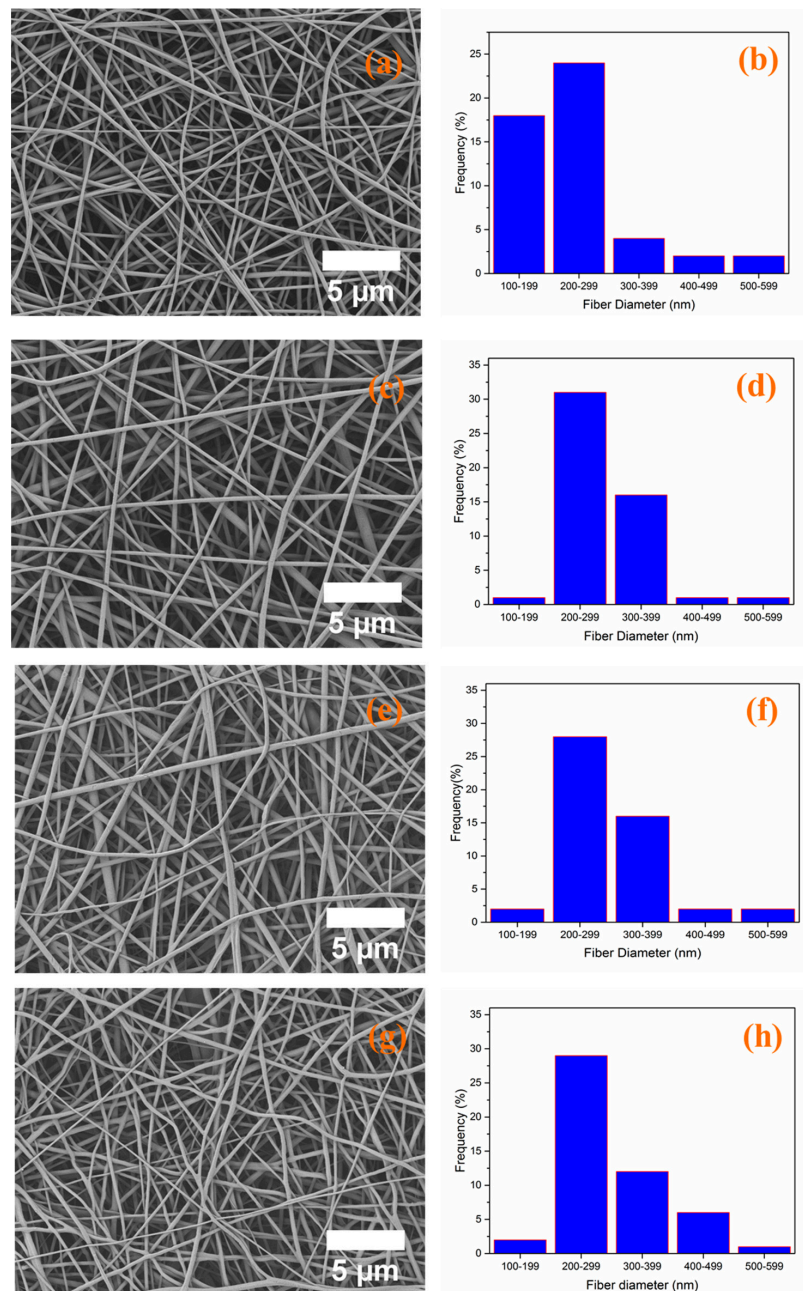 (a)
5 µm
(b)
Frequency (%)
25
20
15
10
5
0
100-199 200-299 300-399 400-499 500-599
Fiber Diameter (nm)
(c)
5 µm
(d)
Frequency (%)
35
30
25
20
15
10
5
0
100-199 200-299 300-399 400-499 500-599
Fiber Diameter (nm)
(e)
5 µm
(f)
Frequency(%)
35
30
25
20
15
10
5
0
100-199 200-299 300-399 400-499 500-599
Fiber Diameter (nm)
(g)
5 µm
(h)
Frequency (%)
35
30
25
20
15
10
5
0
100-199 200-299 300-399 400-499 500-599
Fiber diameter (nm)